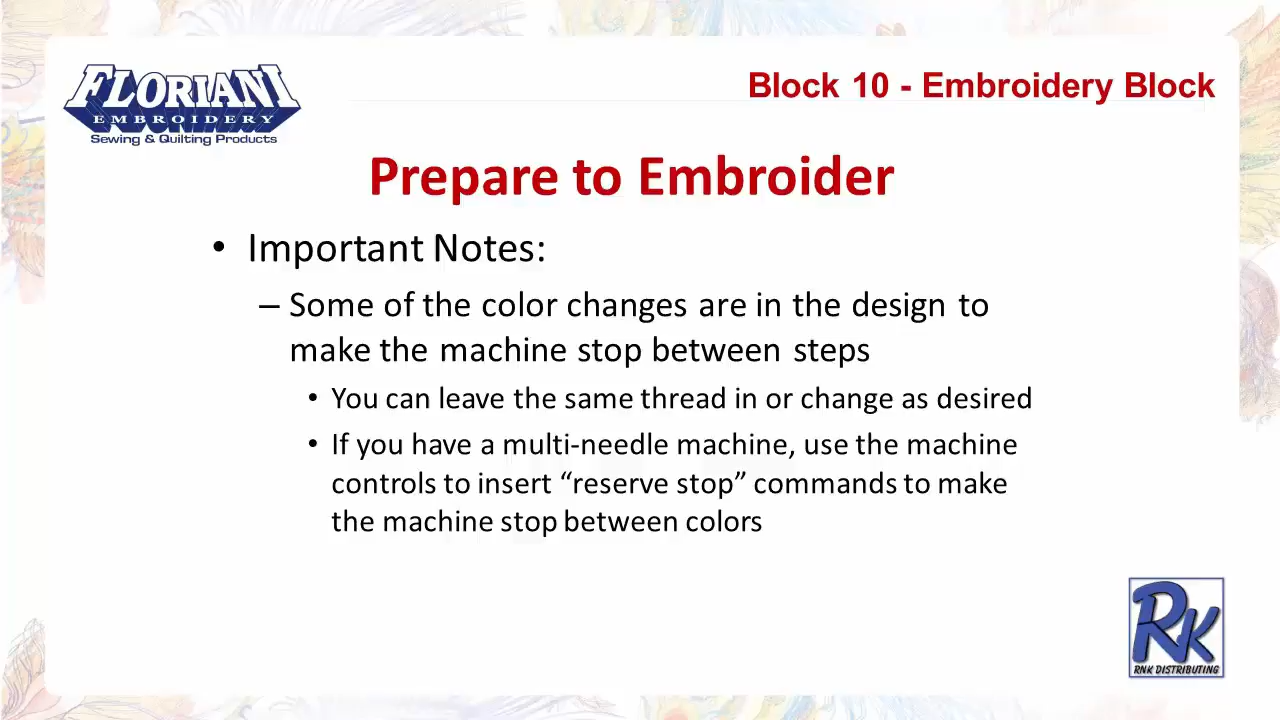 FLORIANI
EMBROIDERY
Sewing & Quilting Products
Block 10 - Embroidery Block
Prepare to Embroider
• Important Notes:
– Some of the color changes are in the design to
make the machine stop between steps
• You can leave the same thread in or change as desired
• If you have a multi-needle machine, use the machine
controls to insert “reserve stop” commands to make
the machine stop between colors
RK
RNK DISTRIBUTING